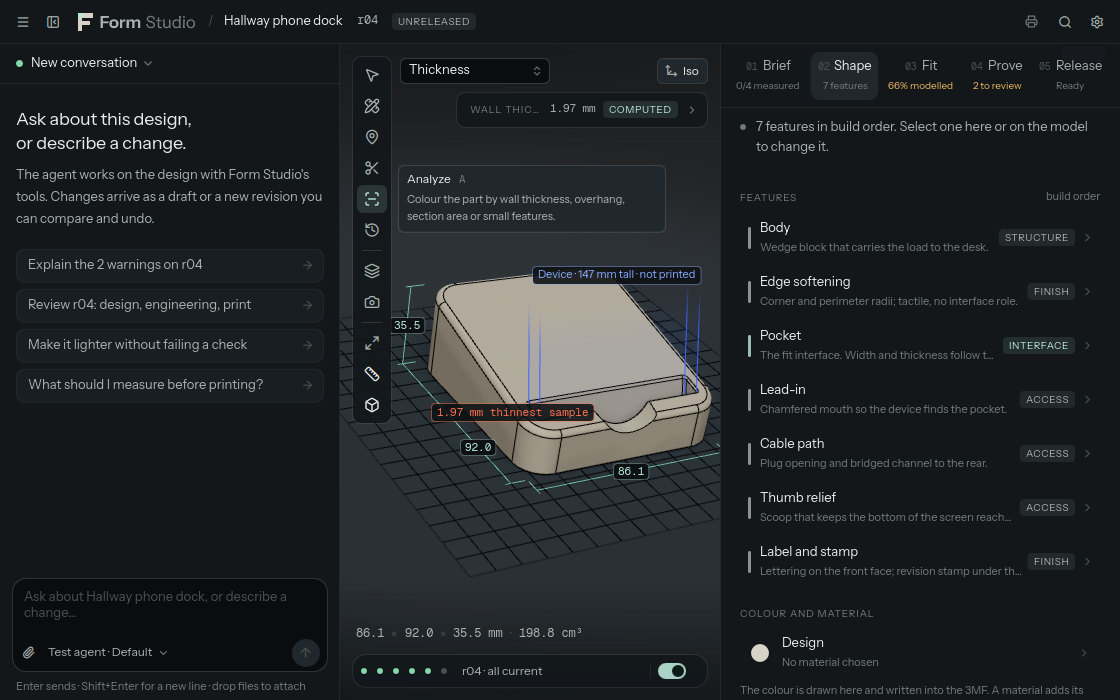 Form Studio / Hallway phone dock r04 UNRELEASED
New conversation
Ask about this design,
or describe a change.
The agent works on the design with Form Studio's
tools. Changes arrive as a draft or a new revision you
can compare and undo.
Explain the 2 warnings on r04
Review r04: design, engineering, print
Make it lighter without failing a check
What should I measure before printing?
Ask about Hallway phone dock, or describe a
change…
Test agent · Default
Enter sends · Shift+Enter for a new line · drop files to attach
Thickness
Iso
WALL THIC… 1.97 mm COMPUTED
Analyze A
Colour the part by wall thickness, overhang,
section area or small features.
Device · 147 mm tall · not printed
35.5
1.97 mm thinnest sample
92.0
86.1
86.1 × 92.0 × 35.5 mm · 198.8 cm³
r04 · all current
01 Brief
0/4 measured
02 Shape
7 features
03 Fit
66% modelled
04 Prove
2 to review
05 Release
Ready
7 features in build order. Select one here or on the model
to change it.
FEATURES build order
Body
Wedge block that carries the load to the desk.
STRUCTURE
Edge softening
Corner and perimeter radii; tactile, no interface role.
FINISH
Pocket
The fit interface. Width and thickness follow t…
INTERFACE
Lead-in
Chamfered mouth so the device finds the pocket.
ACCESS
Cable path
Plug opening and bridged channel to the rear.
ACCESS
Thumb relief
Scoop that keeps the bottom of the screen reach…
ACCESS
Label and stamp
Lettering on the front face; revision stamp under th…
FINISH
COLOUR AND MATERIAL
Design
No material chosen
The colour is drawn here and written into the 3MF. A material adds its